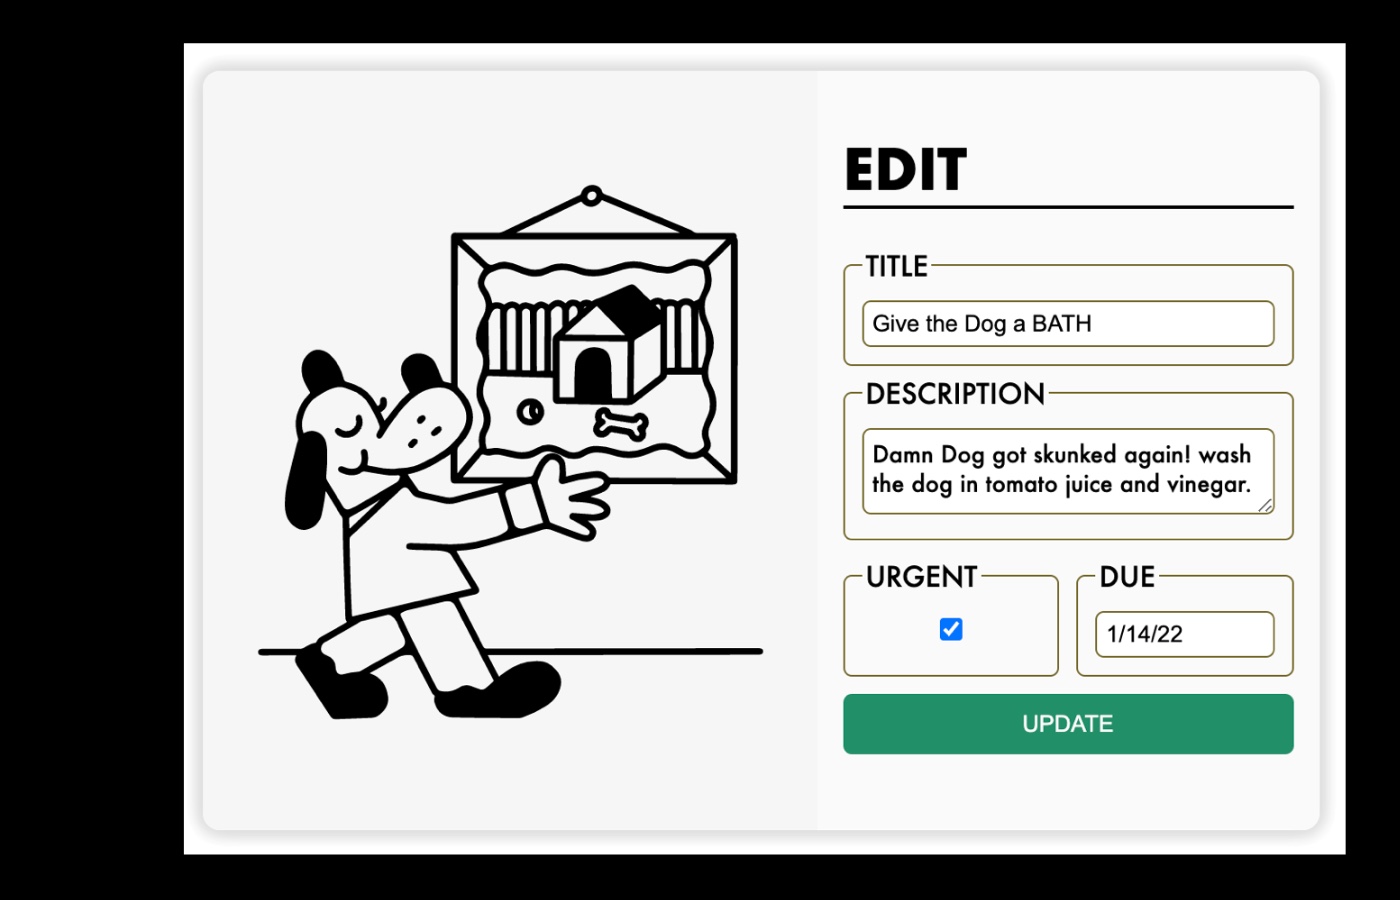 EDIT
TITLE
Give the Dog a BATH
DESCRIPTION
Damn Dog got skunked again! wash
the dog in tomato juice and vinegar.
URGENT
DUE
1/14/22
UPDATE